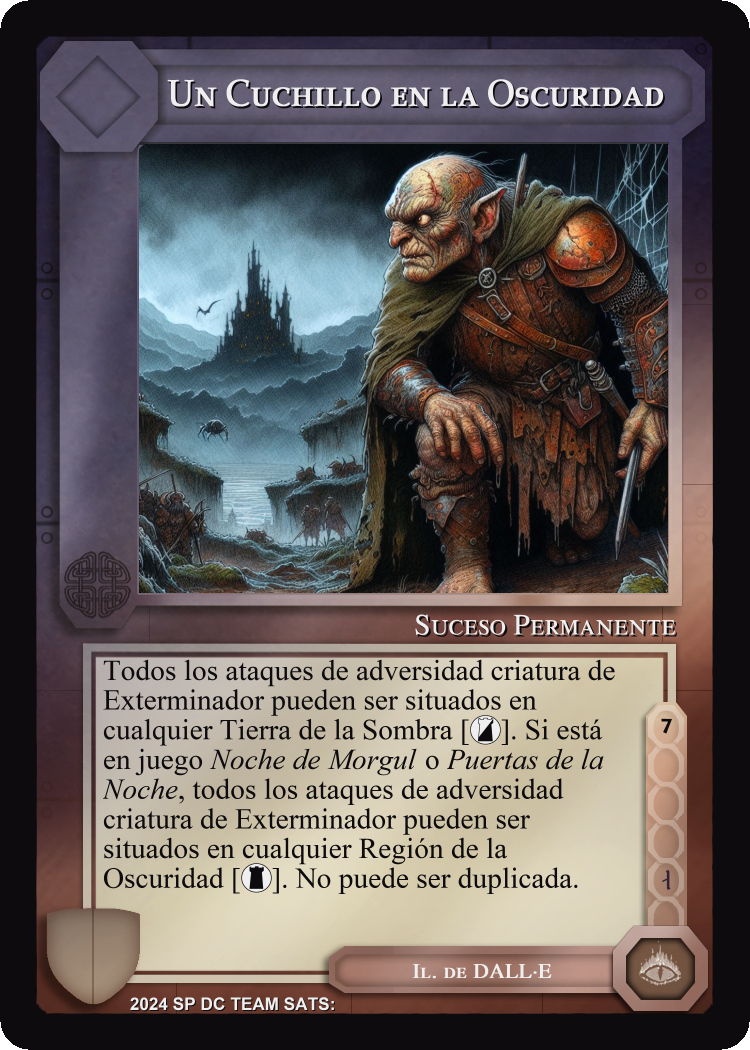 Un Cuchillo en la Oscuridad
Suceso Permanente
Todos los ataques de adversidad criatura de
Exterminador pueden ser situados en
cualquier Tierra de la Sombra [ ]. Si está
en juego Noche de Morgul o Puertas de la
Noche, todos los ataques de adversidad
criatura de Exterminador pueden ser
situados en cualquier Región de la
Oscuridad [ ]. No puede ser duplicada.
7
Il. de DALL·E
2024 SP DC TEAM SATS: